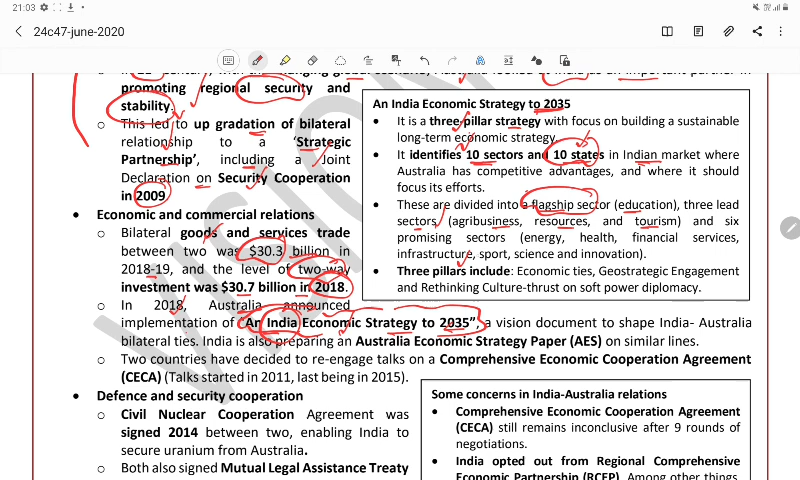 21:03
24c47-june-2020
promoting regional security and
stability.
This led to up gradation of bilateral
relationship to a 'Strategic
Partnership', including a Joint
Declaration on Security Cooperation
in 2009
• Economic and commercial relations
Bilateral goods and services trade
between two was $30.3 billion in
2018-19, and the level of two-way
investment was $30.7 billion in 2018.
o In 2018, Australia announced
An India Economic Strategy to 2035
• It is a three pillar strategy with focus on building a sustainable
long-term economic strategy.
• It identifies 10 sectors and 10 states in Indian market where
Australia has competitive advantages, and where it should
focus its efforts.
• These are divided into a flagship sector (education), three lead
sectors (agribusiness, resources, and tourism) and six
promising sectors (energy, health, financial services,
infrastructure, sport, science and innovation).
• Three pillars include: Economic ties, Geostrategic Engagement
and Rethinking Culture-thrust on soft power diplomacy.
implementation of "An India Economic Strategy to 2035", a vision document to shape India- Australia
bilateral ties. India is also preparing an Australia Economic Strategy Paper (AES) on similar lines.
o Two countries have decided to re-engage talks on a Comprehensive Economic Cooperation Agreement
(CECA) (Talks started in 2011, last being in 2015).
• Defence and security cooperation
o Civil Nuclear Cooperation Agreement was
signed 2014 between two, enabling India to
secure uranium from Australia.
o Both also signed Mutual Legal Assistance Treaty
Some concerns in India-Australia relations
• Comprehensive Economic Cooperation Agreement
(CECA) still remains inconclusive after 9 rounds of
negotiations.
• India opted out from Regional Comprehensive
Economic Partnership (RCEP). Among other things,
VISION